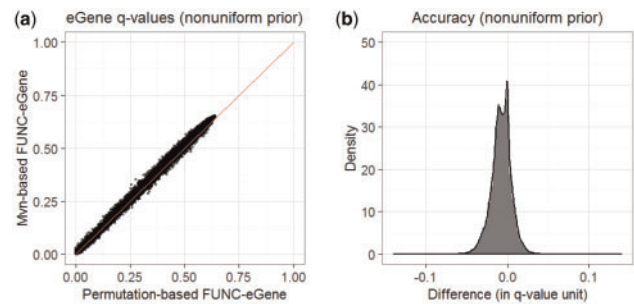 (a) eGene q-values (nonuniform prior)
Mvn-based FUNC-eGene
1.00
0.75
0.50
0.25
0.00
0.00 0.25 0.50 0.75 1.00
Permutation-based FUNC-eGene
(b) Accuracy (nonuniform prior)
Density
50
40
30
20
10
0
-0.1 0.0 0.1
Difference (in q-value unit)